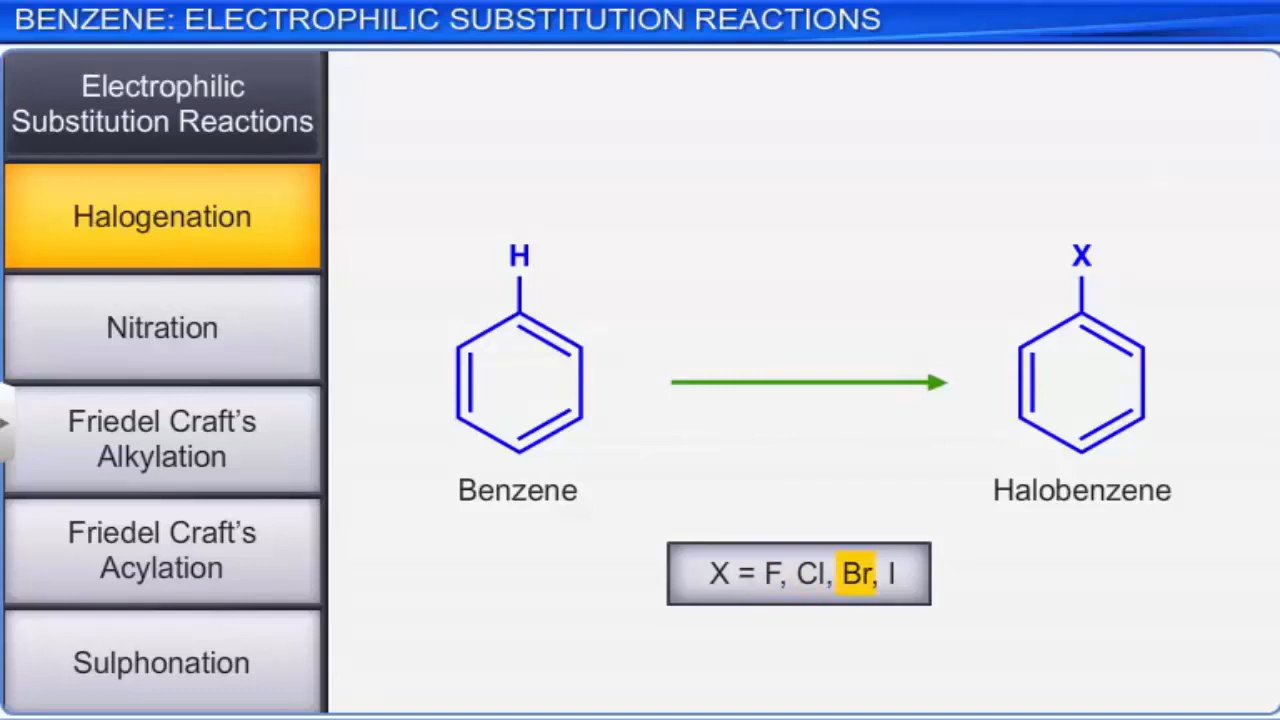 BENZENE: ELECTROPHILIC SUBSTITUTION REACTIONS
Electrophilic
Substitution Reactions
Halogenation
Nitration
Friedel Craft’s
Alkylation
Friedel Craft’s
Acylation
Sulphonation
H
X
Benzene
Halobenzene
X = F, Cl, Br, I